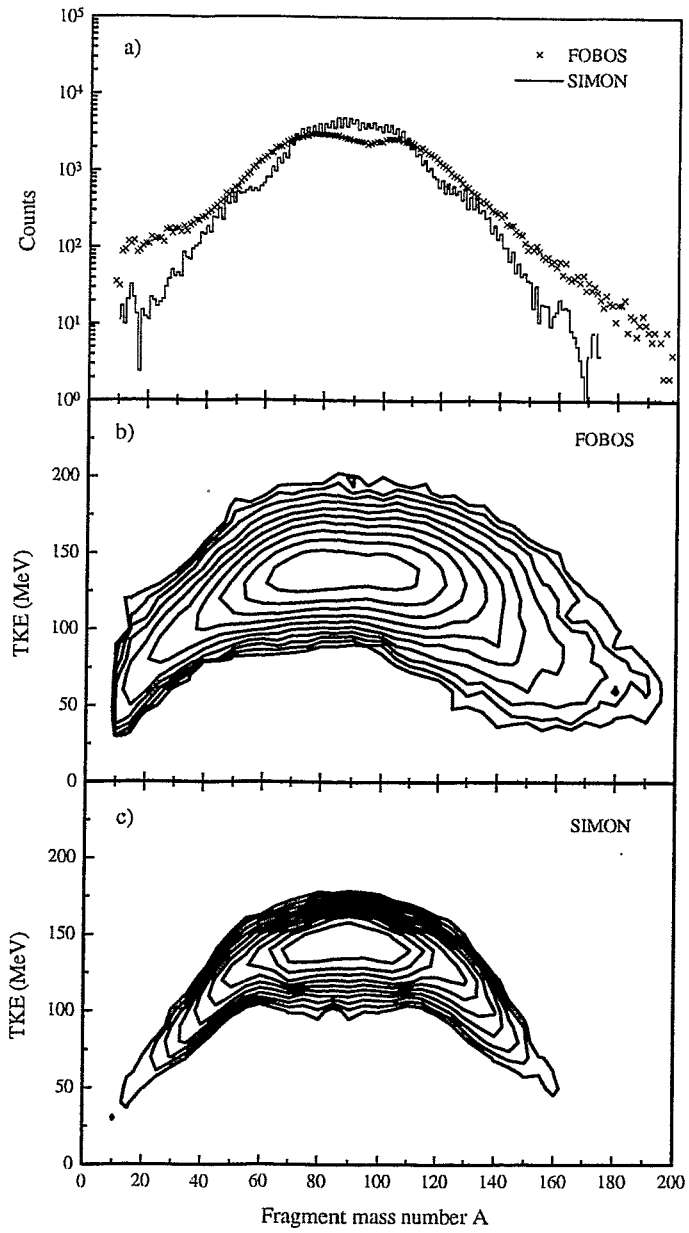 10⁵
a)
× FOBOS
SIMON
10⁴
10³
10²
10¹
10⁰
Counts
b)
FOBOS
200
150
100
50
0
TKE (MeV)
c)
SIMON
200
150
100
50
0
TKE (MeV)
0 20 40 60 80 100 120 140 160 180 200
Fragment mass number A